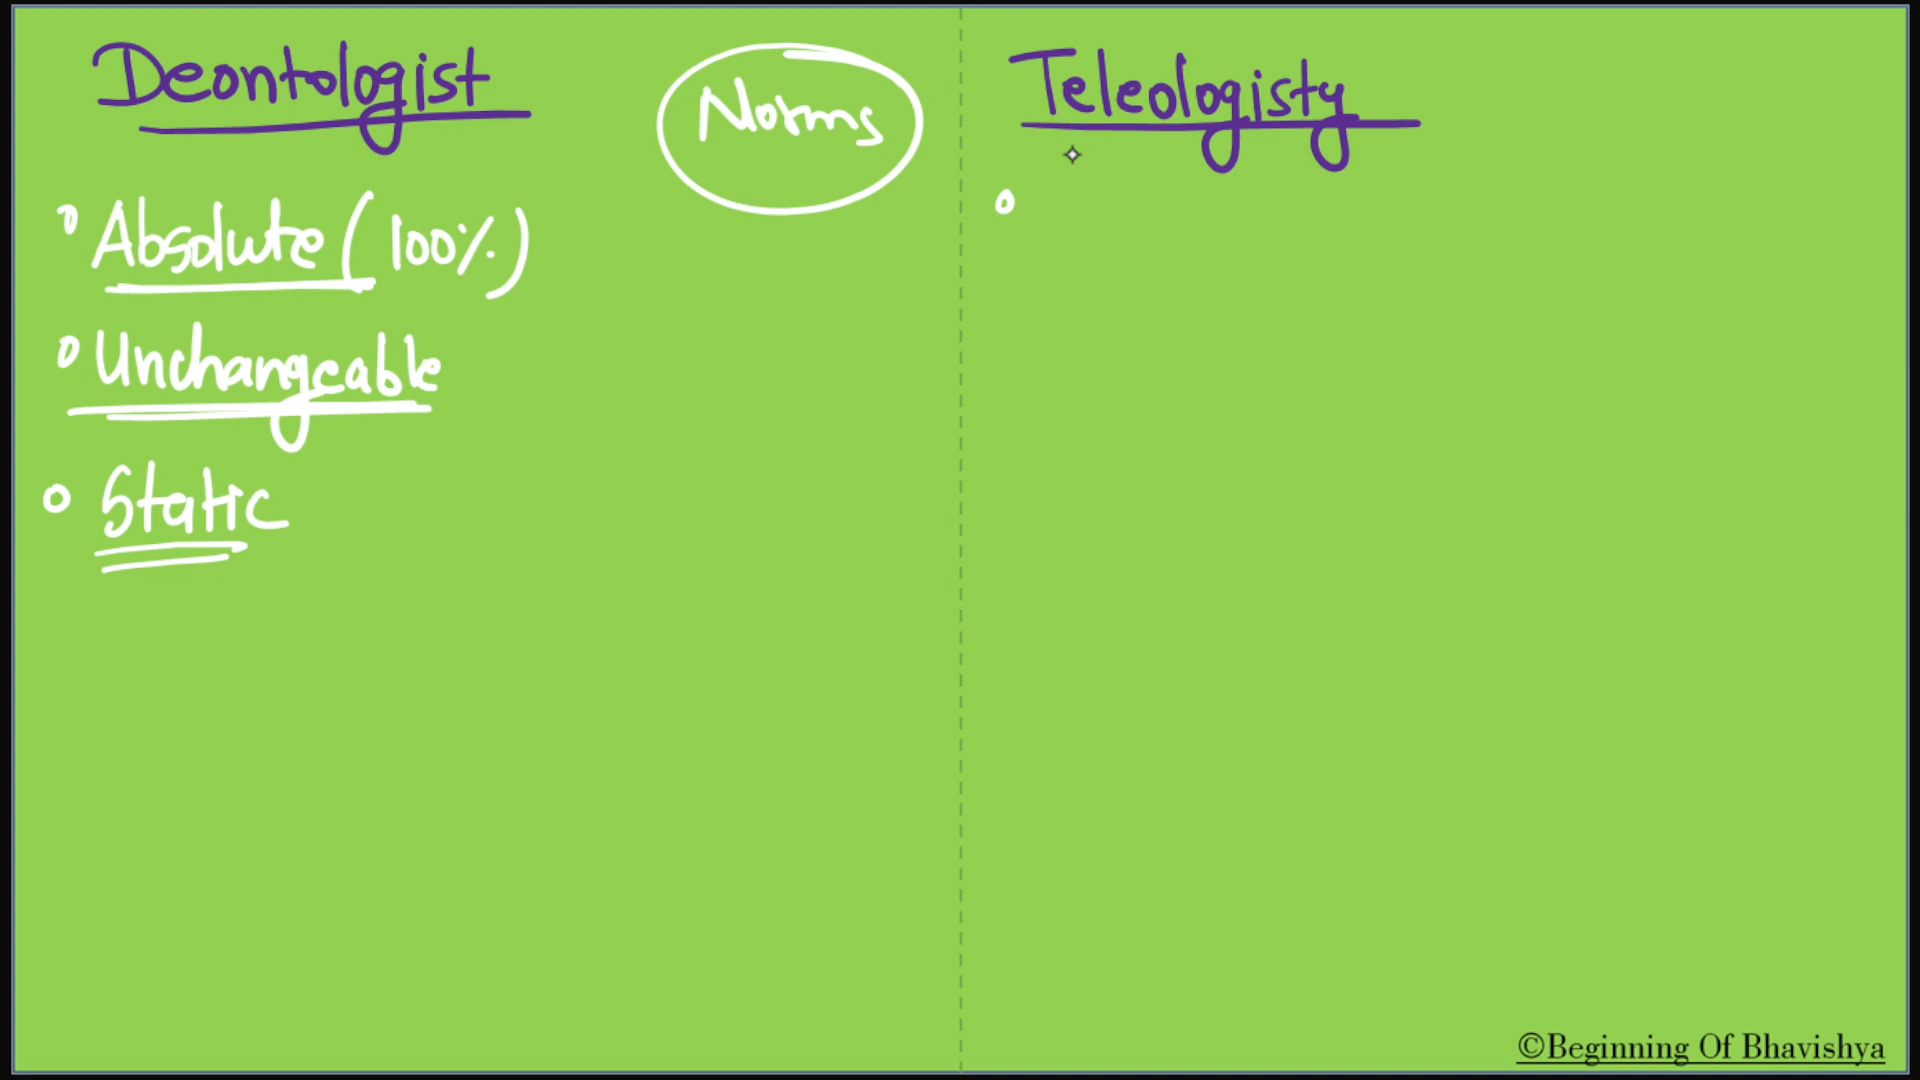 Deontologist
Norms
Teleologisty
Absolute (100%)
Unchangeable
Static
©Beginning Of Bhavishya